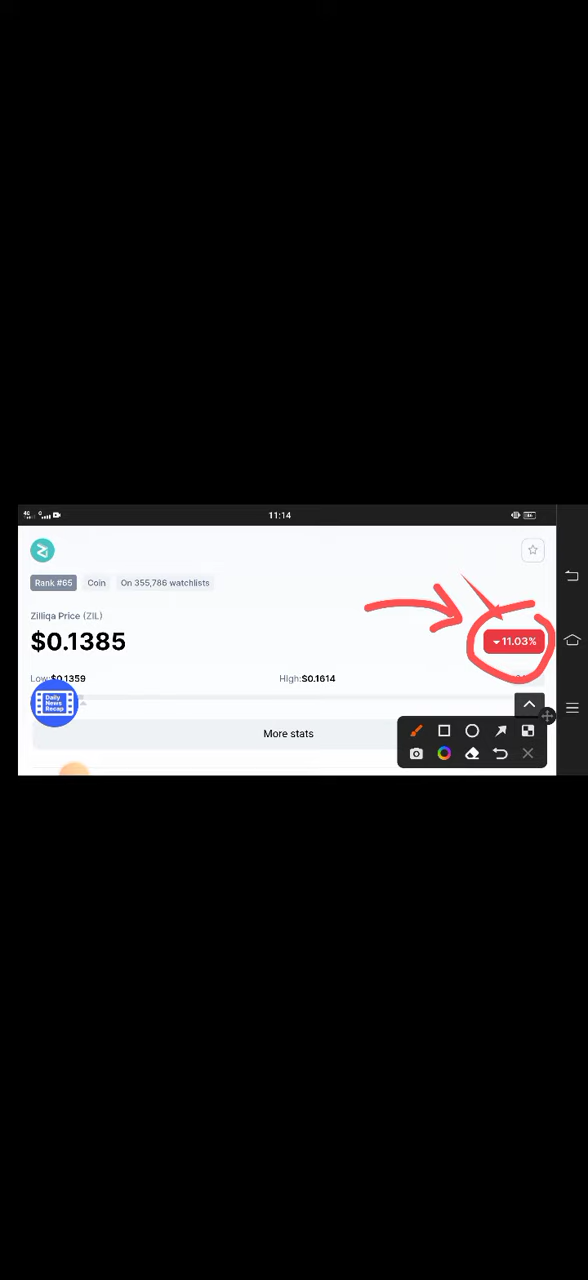 11:14
Rank #65 Coin On 355,786 watchlists
Zilliqa Price (ZIL)
$0.1385 11.03%
Low:$0.1359 High:$0.1614
Daily
News
Recap
More stats